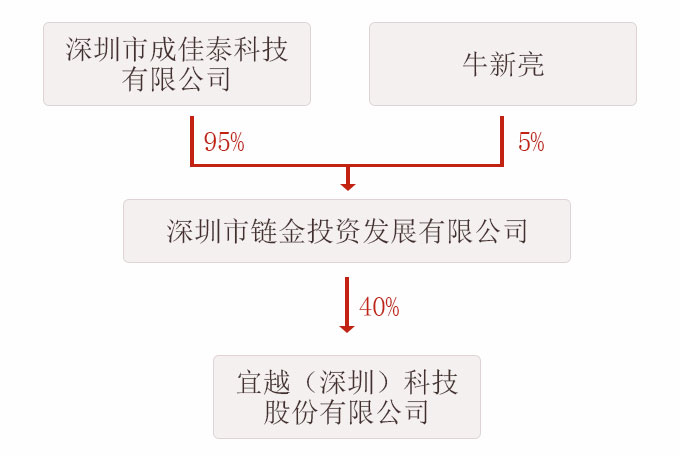 深圳市成佳泰科技
有限公司
牛新亮
95%
5%
深圳市链金投资发展有限公司
40%
宜越（深圳）科技
股份有限公司